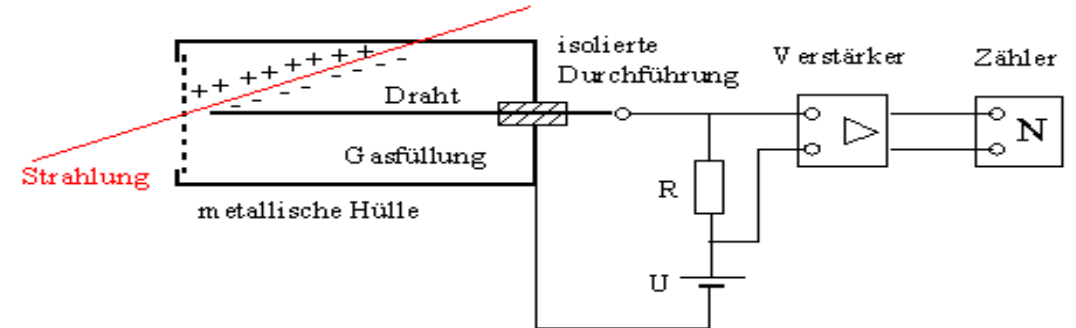 isolierte
Durchführung
Verstärker
Zähler
Draht
N
Gasfüllung
Strahlung
R
metallische Hülle
U